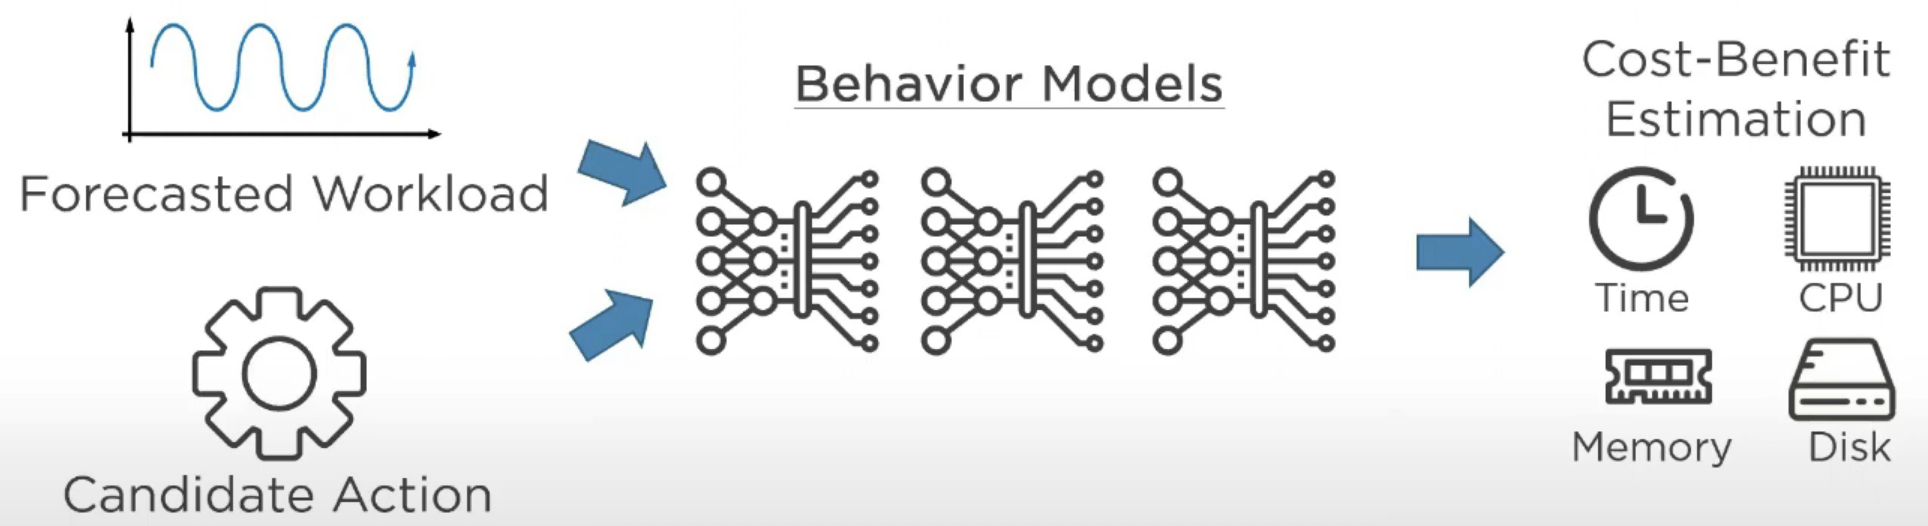 Forecasted Workload
Candidate Action
Behavior Models
Cost-Benefit
Estimation
Time
CPU
Memory
Disk